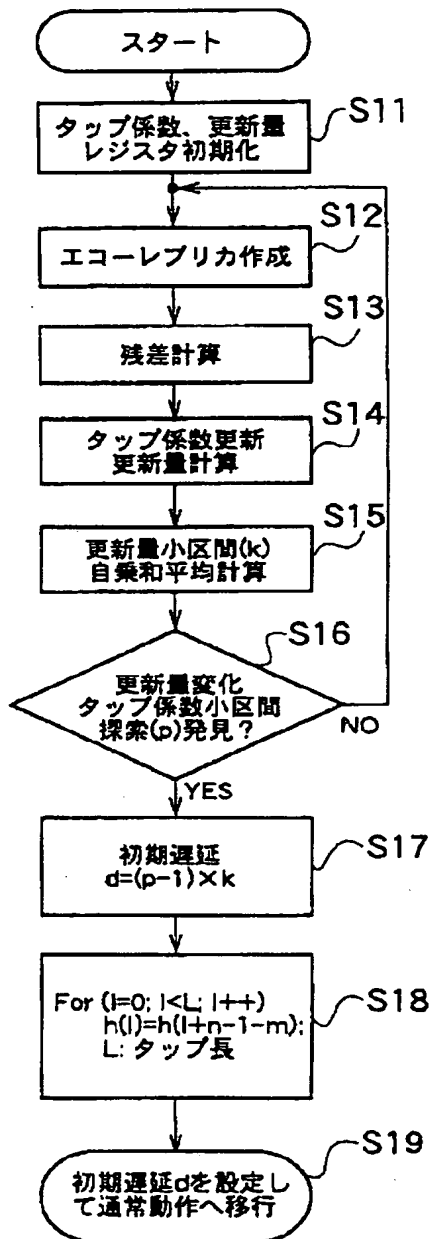 スタート
S11
タップ係数、更新量
レジスタ初期化
S12
エコーレプリカ作成
S13
残差計算
S14
タップ係数更新
更新量計算
S15
更新量小区間(k)
自乗和平均計算
S16
更新量変化
タップ係数小区間
探索(p)発見?
NO
YES
S17
初期遅延
d=(p-1)×k
S18
For (l=0; l<L; l++)
h(l)=h(l+n-1-m);
L: タップ長
S19
初期遅延dを設定し
て通常動作へ移行